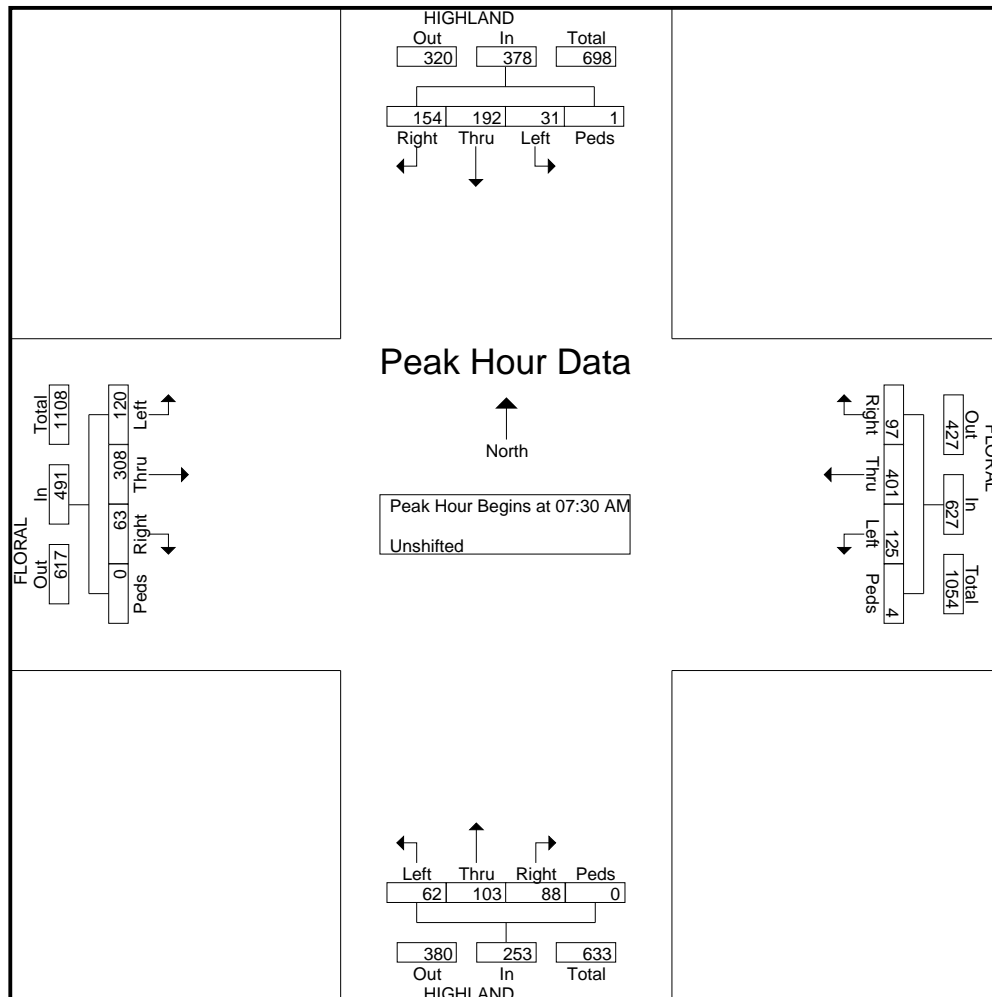 HIGHLAND
Out In Total
320 378 698
154 192 31 1
Right Thru Left Peds
Peak Hour Data
North
Peak Hour Begins at 07:30 AM
Unshifted
FLORAL
Out In Total
617 491 1108
Left Thru Right Peds
120 308 63 0
FLORAL
Out In Total
427 627 1054
97 401 125 4
Right Thru Left Peds
Left Thru Right Peds
62 103 88 0
380 253 633
Out In Total
HIGHLAND